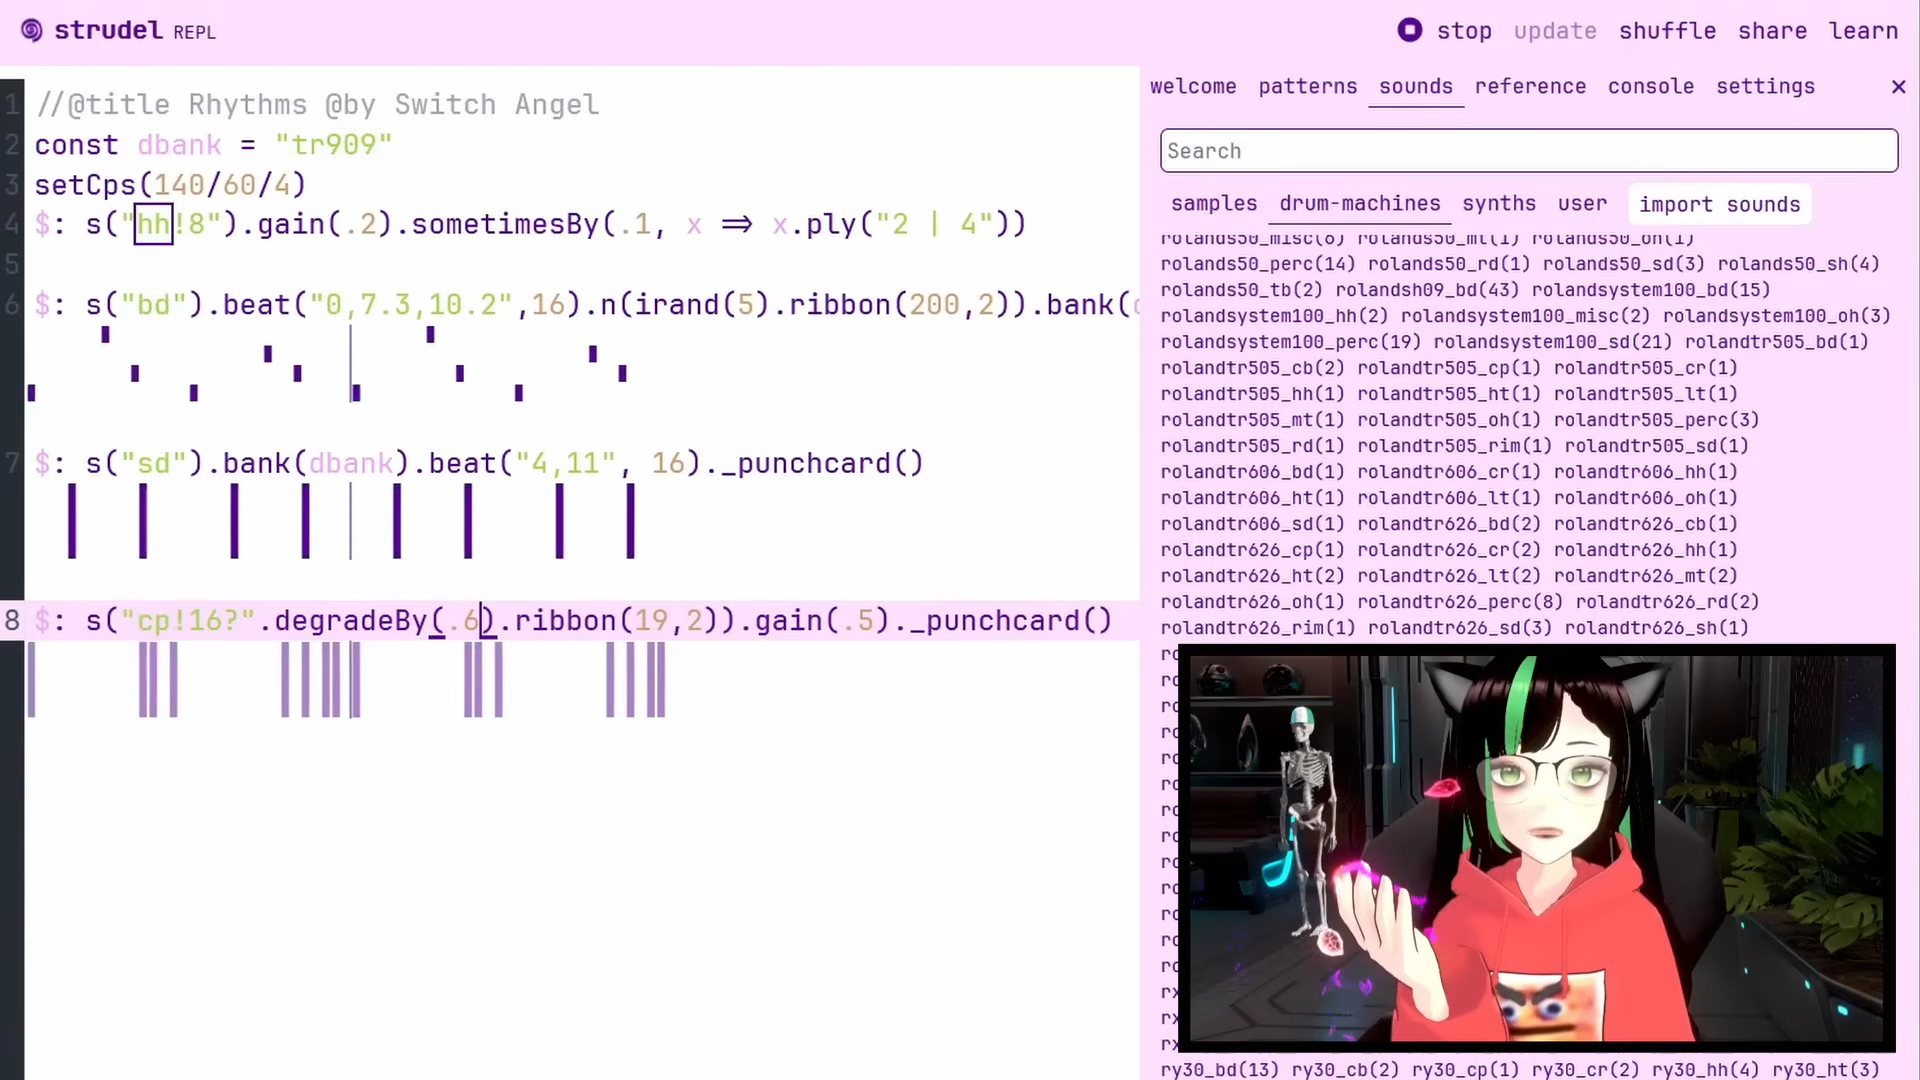 strudel REPL
stop update shuffle share learn
1 //@title Rhythms @by Switch Angel
2 const dbank = "tr909"
3 setCps(140/60/4)
4 $: s("hh!8").gain(.2).sometimesBy(.1, x => x.ply("2 | 4"))
5
6 $: s("bd").beat("0,7.3,10.2",16).n(irand(5).ribbon(200,2)).bank(
7 $: s("sd").bank(dbank).beat("4,11", 16)._punchcard()
8 $: s("cp!16?".degradeBy(.6).ribbon(19,2)).gain(.5)._punchcard()
welcome patterns sounds reference console settings ×
Search
samples drum-machines synths user import sounds
rolands50_misc(8) rolands50_mt(1) rolands50_oh(1)
rolands50_perc(14) rolands50_rd(1) rolands50_sd(3) rolands50_sh(4)
rolands50_tb(2) rolandsh09_bd(43) rolandsystem100_bd(15)
rolandsystem100_hh(2) rolandsystem100_misc(2) rolandsystem100_oh(3)
rolandsystem100_perc(19) rolandsystem100_sd(21) rolandtr505_bd(1)
rolandtr505_cb(2) rolandtr505_cp(1) rolandtr505_cr(1)
rolandtr505_hh(1) rolandtr505_ht(1) rolandtr505_lt(1)
rolandtr505_mt(1) rolandtr505_oh(1) rolandtr505_perc(3)
rolandtr505_rd(1) rolandtr505_rim(1) rolandtr505_sd(1)
rolandtr606_bd(1) rolandtr606_cr(1) rolandtr606_hh(1)
rolandtr606_ht(1) rolandtr606_lt(1) rolandtr606_oh(1)
rolandtr606_sd(1) rolandtr626_bd(2) rolandtr626_cb(1)
rolandtr626_cp(1) rolandtr626_cr(2) rolandtr626_hh(1)
rolandtr626_ht(2) rolandtr626_lt(2) rolandtr626_mt(2)
rolandtr626_oh(1) rolandtr626_perc(8) rolandtr626_rd(2)
rolandtr626_rim(1) rolandtr626_sd(3) rolandtr626_sh(1)
ry30_bd(13) ry30_cb(2) ry30_cp(1) ry30_cr(2) ry30_hh(4) ry30_ht(3)